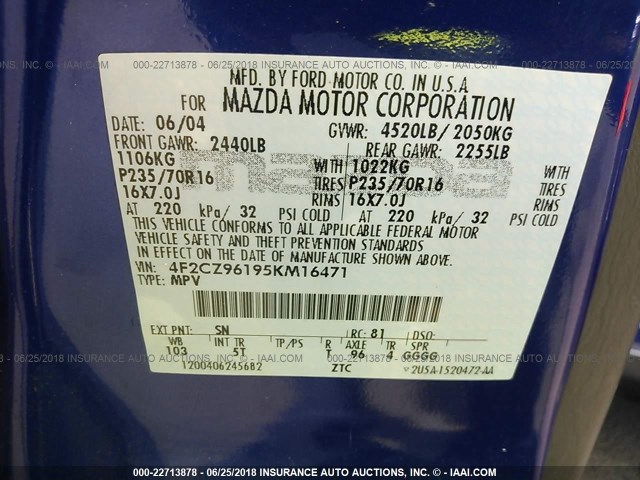 000-22713878 - 06/25/2018 - INSURANCE AUTO AUCTIONS, INC. - © - IAAI.COM
MFD. BY FORD MOTOR CO. IN U.S.A.
FOR MAZDA MOTOR CORPORATION
DATE: 06/04 GVWR: 4520LB/ 2050KG
FRONT GAWR: 2440LB REAR GAWR: 2255LB
1106KG WITH 1022KG WITH
P235/70R16 TIRES P235/70R16 TIRES
16X7.0J RIMS 16X7.0J RIMS
AT 220 kPa/ 32 PSI COLD AT 220 kPa/ 32 PSI COLD
THIS VEHICLE CONFORMS TO ALL APPLICABLE FEDERAL MOTOR
VEHICLE SAFETY AND THEFT PREVENTION STANDARDS
IN EFFECT ON THE DATE OF MANUFACTURE SHOWN ABOVE.
VIN: 4F2CZ96195KM16471
TYPE: MPV
mazda
EXT PNT: SN RC: 81 DSO:
WB INT TR TP/PS R AXLE TR SPR
103 51 1 96 4 GGGG
1200406245682 ZTC 2U5A-1520472-AA
000-22713878 - 06/25/2018 - INSURANCE AUTO AUCTIONS, INC. - © - IAAI.COM